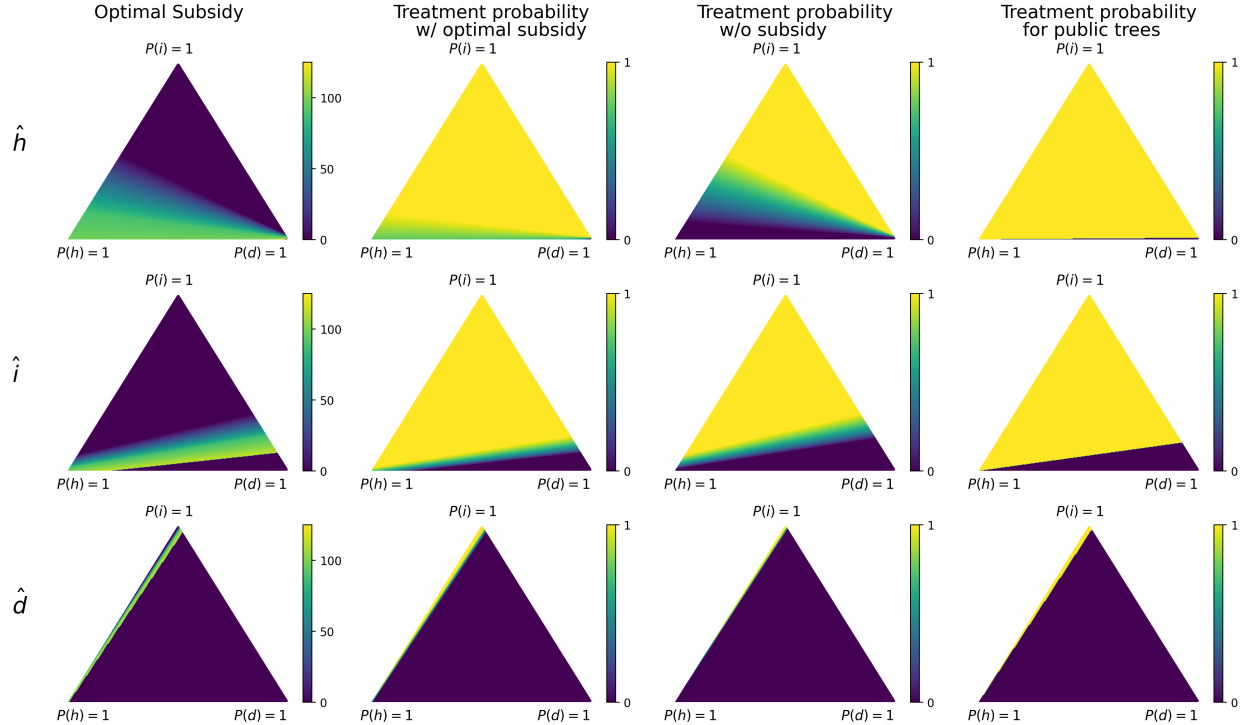 Optimal Subsidy
Treatment probability
w/ optimal subsidy
Treatment probability
w/o subsidy
Treatment probability
for public trees
ĥ
P(i) = 1
P(h) = 1
P(d) = 1
100
50
0
P(i) = 1
P(h) = 1
P(d) = 1
1
0
P(i) = 1
P(h) = 1
P(d) = 1
1
0
P(i) = 1
P(h) = 1
P(d) = 1
1
0
î
P(i) = 1
P(h) = 1
P(d) = 1
100
50
0
P(i) = 1
P(h) = 1
P(d) = 1
1
0
P(i) = 1
P(h) = 1
P(d) = 1
1
0
P(i) = 1
P(h) = 1
P(d) = 1
1
0
d̂
P(i) = 1
P(h) = 1
P(d) = 1
100
50
0
P(i) = 1
P(h) = 1
P(d) = 1
1
0
P(i) = 1
P(h) = 1
P(d) = 1
1
0
P(i) = 1
P(h) = 1
P(d) = 1
1
0